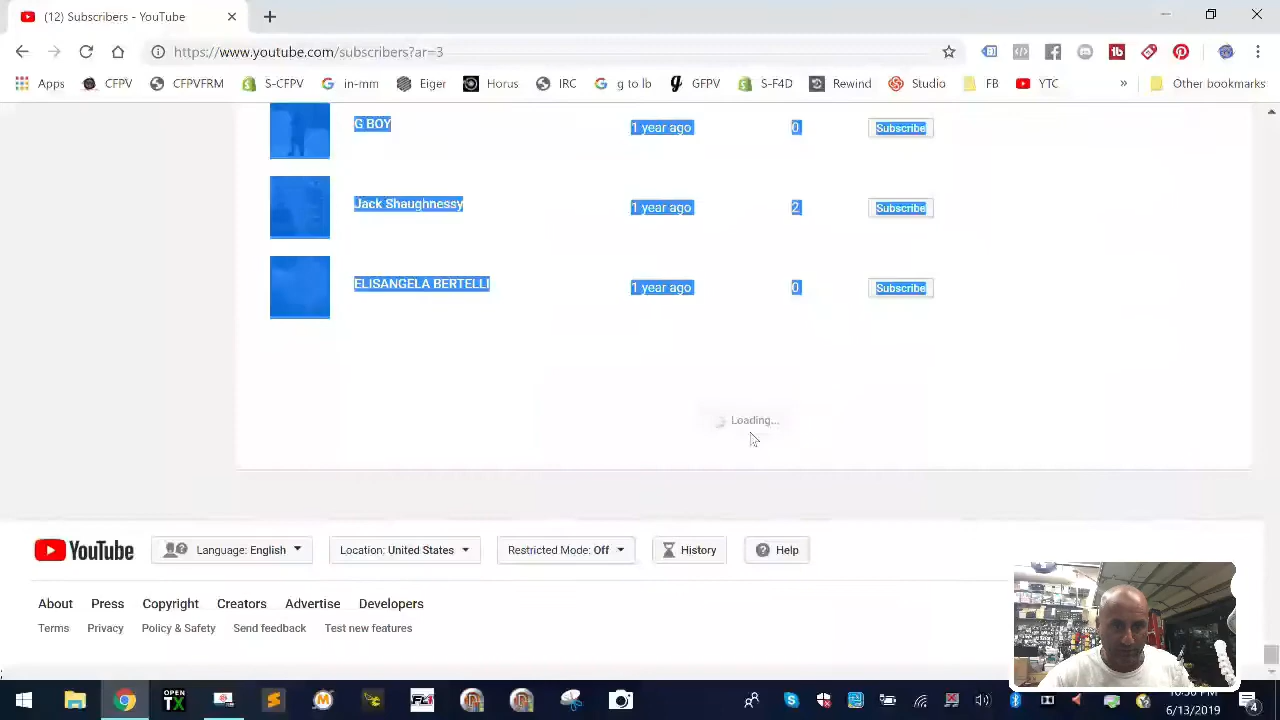 (12) Subscribers - YouTube
https://www.youtube.com/subscribers?ar=3
Apps CFPV CFPVFRM S-CFPV in-mm Eiger Horus IRC g to lb GFPV S-F4D Rewind Studio FB YTC » Other bookmarks
G BOY 1 year ago 0 Subscribe
Jack Shaughnessy 1 year ago 2 Subscribe
ELISANGELA BERTELLI 1 year ago 0 Subscribe
Loading...
YouTube Language: English Location: United States Restricted Mode: Off History Help
About Press Copyright Creators Advertise Developers
Terms Privacy Policy & Safety Send feedback Test new features
OPEN TX
6/13/2019 4